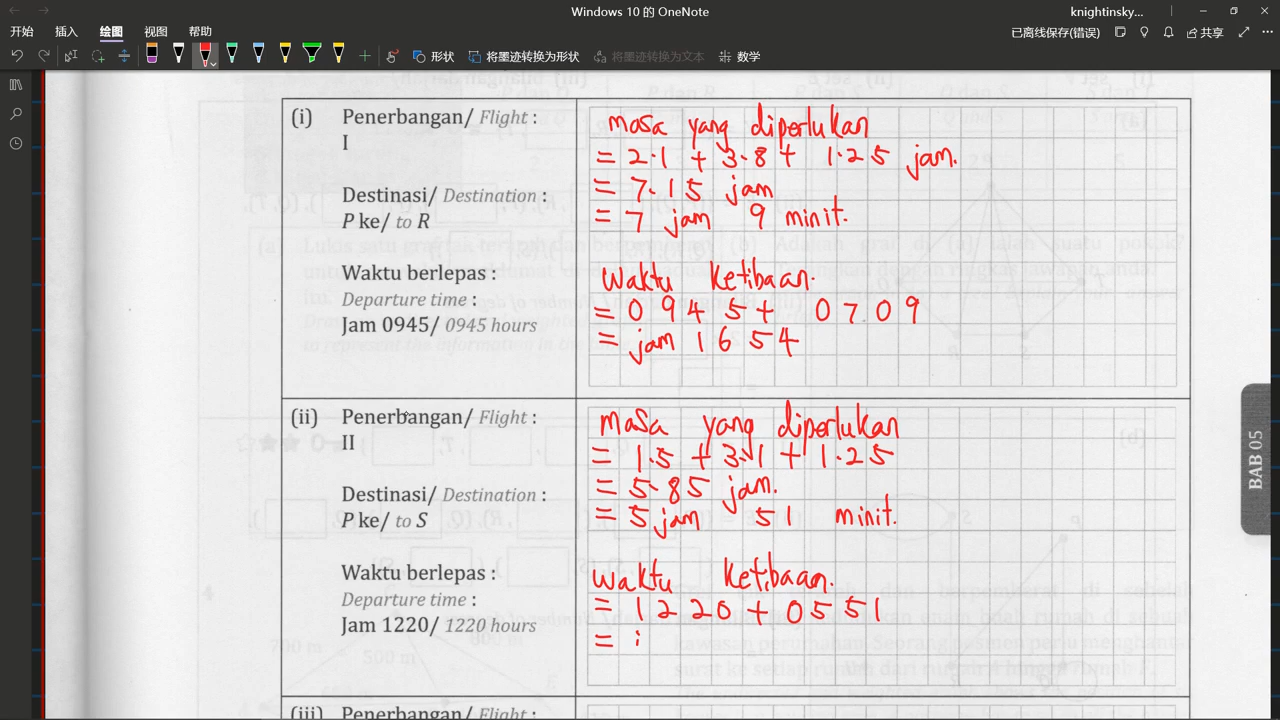 Windows 10 的 OneNote
knightinsky...
开始 插入 绘图 视图 帮助
已离线保存(错误)
共享
形状
将墨迹转换为形状
将墨迹转换为文本
数学
(i) Penerbangan/ Flight :
I
Destinasi/ Destination :
P ke/ to R
Waktu berlepas :
Departure time :
Jam 0945/ 0945 hours
masa yang diperlukan
= 2.1 + 3.8 + 1.25 jam.
= 7.15 jam
= 7 jam 9 minit.
Waktu ketibaan.
= 0945 + 0709
= jam 1654
(ii) Penerbangan/ Flight :
II
Destinasi/ Destination :
P ke/ to S
Waktu berlepas :
Departure time :
Jam 1220/ 1220 hours
masa yang diperlukan
= 1.5 + 3.1 + 1.25
= 5.85 jam.
= 5 jam 51 minit.
waktu ketibaan.
= 1220 + 0551
=
BAB 05
(iii) Penerbangan/ Flight :